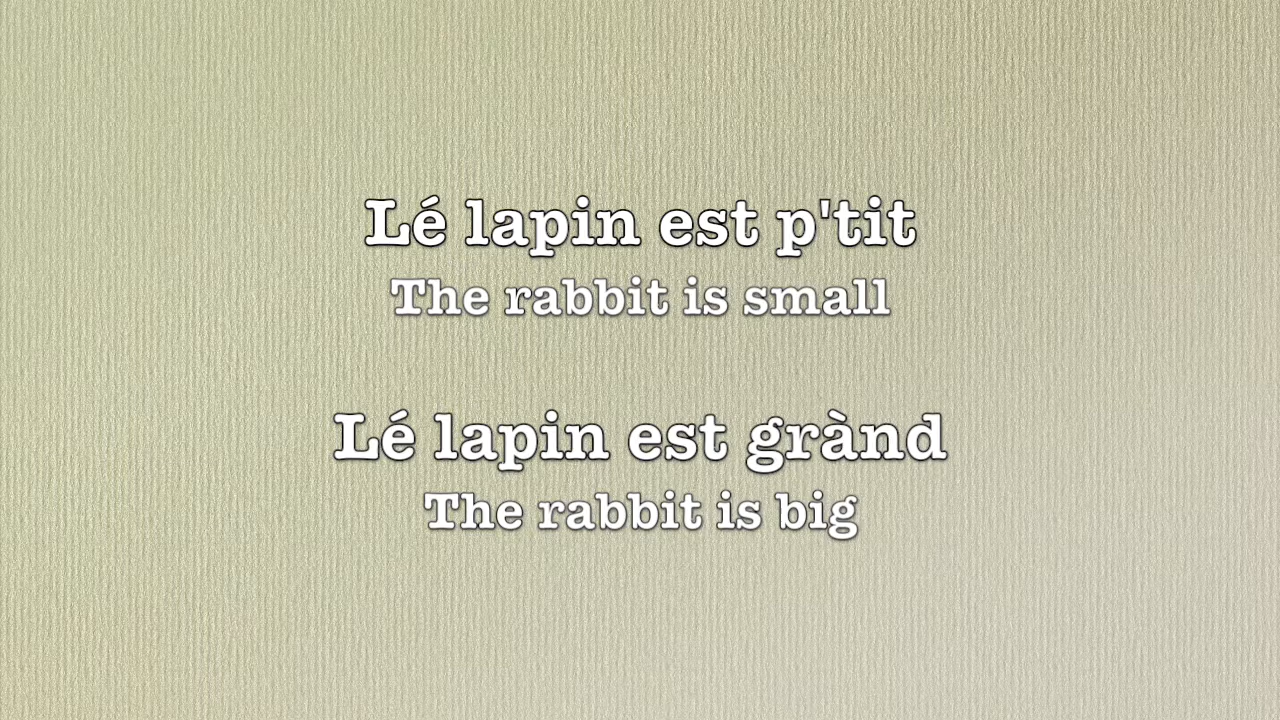 Lé lapin est p'tit
The rabbit is small
Lé lapin est grànd
The rabbit is big